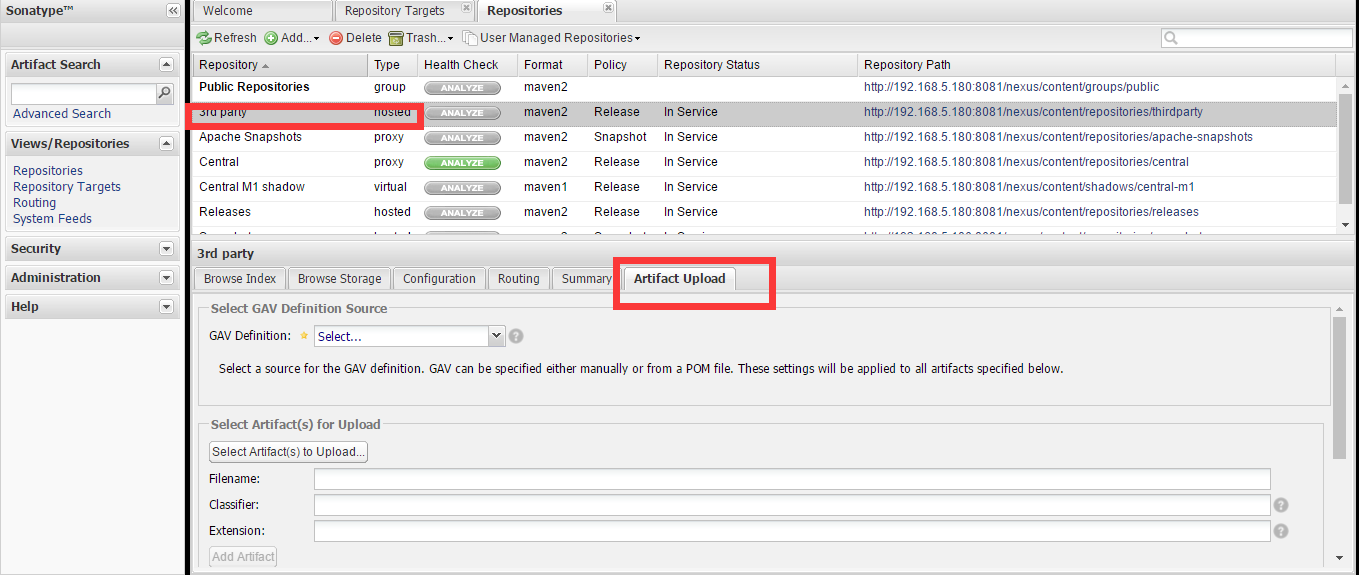 Sonatype™
Welcome
Repository Targets
Repositories
Refresh Add... Delete Trash... User Managed Repositories
Artifact Search
Advanced Search
Views/Repositories
Repositories
Repository Targets
Routing
System Feeds
Security
Administration
Help
Repository Type Health Check Format Policy Repository Status Repository Path
Public Repositories group ANALYZE maven2 http://192.168.5.180:8081/nexus/content/groups/public
3rd party hosted ANALYZE maven2 Release In Service http://192.168.5.180:8081/nexus/content/repositories/thirdparty
Apache Snapshots proxy ANALYZE maven2 Snapshot In Service http://192.168.5.180:8081/nexus/content/repositories/apache-snapshots
Central proxy ANALYZE maven2 Release In Service http://192.168.5.180:8081/nexus/content/repositories/central
Central M1 shadow virtual ANALYZE maven1 Release In Service http://192.168.5.180:8081/nexus/content/shadows/central-m1
Releases hosted ANALYZE maven2 Release In Service http://192.168.5.180:8081/nexus/content/repositories/releases
3rd party
Browse Index Browse Storage Configuration Routing Summary Artifact Upload
Select GAV Definition Source
GAV Definition: Select...
Select a source for the GAV definition. GAV can be specified either manually or from a POM file. These settings will be applied to all artifacts specified below.
Select Artifact(s) for Upload
Select Artifact(s) to Upload...
Filename:
Classifier:
Extension:
Add Artifact